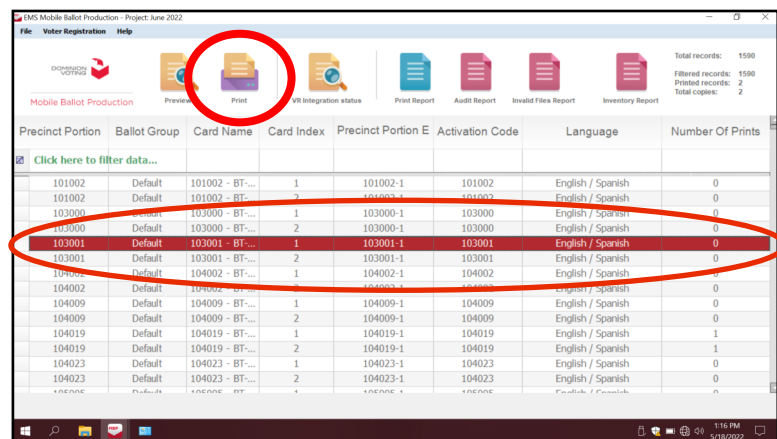 EMS Mobile Ballot Production - Project: June 2022
File Voter Registration Help
DOMINION
VOTING
Mobile Ballot Production
Preview
Print
VR Integration status
Print Report
Audit Report
Invalid Files Report
Inventory Report
Total records: 1590
Filtered records: 1590
Printed records: 2
Total copies: 2
Precinct Portion Ballot Group Card Name Card Index Precinct Portion E Activation Code Language Number Of Prints
Click here to filter data...
101002 Default 101002 - BT-... 1 101002-1 101002 English / Spanish 0
101002 Default 101002 - BT-... 2 101002-1 101002 English / Spanish 0
103000 Default 103000 - BT-... 1 103000-1 103000 English / Spanish 0
103000 Default 103000 - BT-... 2 103000-1 103000 English / Spanish 0
103001 Default 103001 - BT-... 1 103001-1 103001 English / Spanish 0
103001 Default 103001 - BT-... 2 103001-1 103001 English / Spanish 0
104002 Default 104002 - BT-... 1 104002-1 104002 English / Spanish 0
104002 Default 104002 - BT-... English / Spanish 0
104009 Default 104009 - BT-... 1 104009-1 104009 English / Spanish 0
104009 Default 104009 - BT-... 2 104009-1 104009 English / Spanish 0
104019 Default 104019 - BT-... 1 104019-1 104019 English / Spanish 1
104019 Default 104019 - BT-... 2 104019-1 104019 English / Spanish 1
104023 Default 104023 - BT-... 1 104023-1 104023 English / Spanish 0
104023 Default 104023 - BT-... 2 104023-1 104023 English / Spanish 0
1:16 PM
5/18/2022